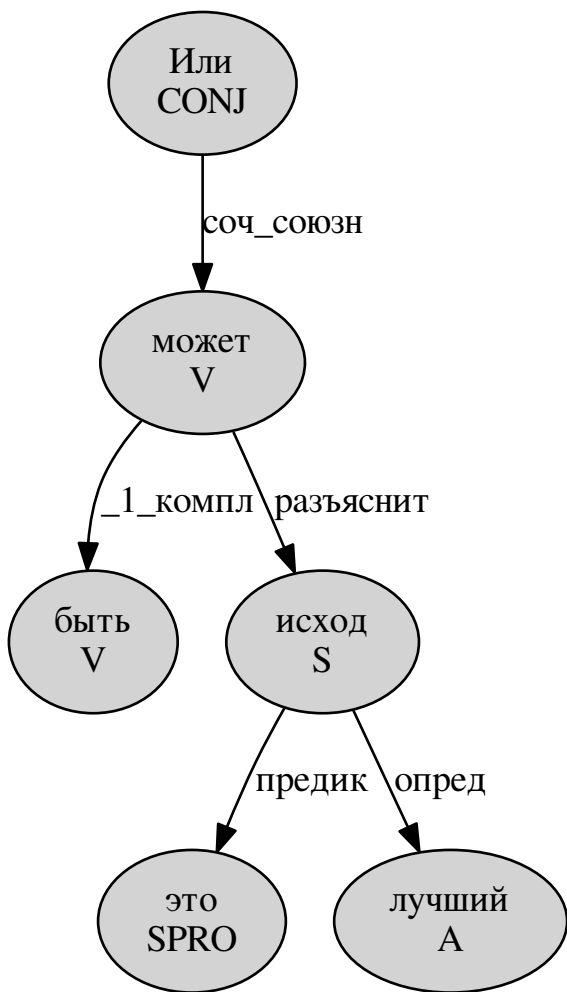 Или
CONJ
соч_союзн
может
V
_1_компл
разъяснит
быть
V
исход
S
предик
опред
это
SPRO
лучший
A